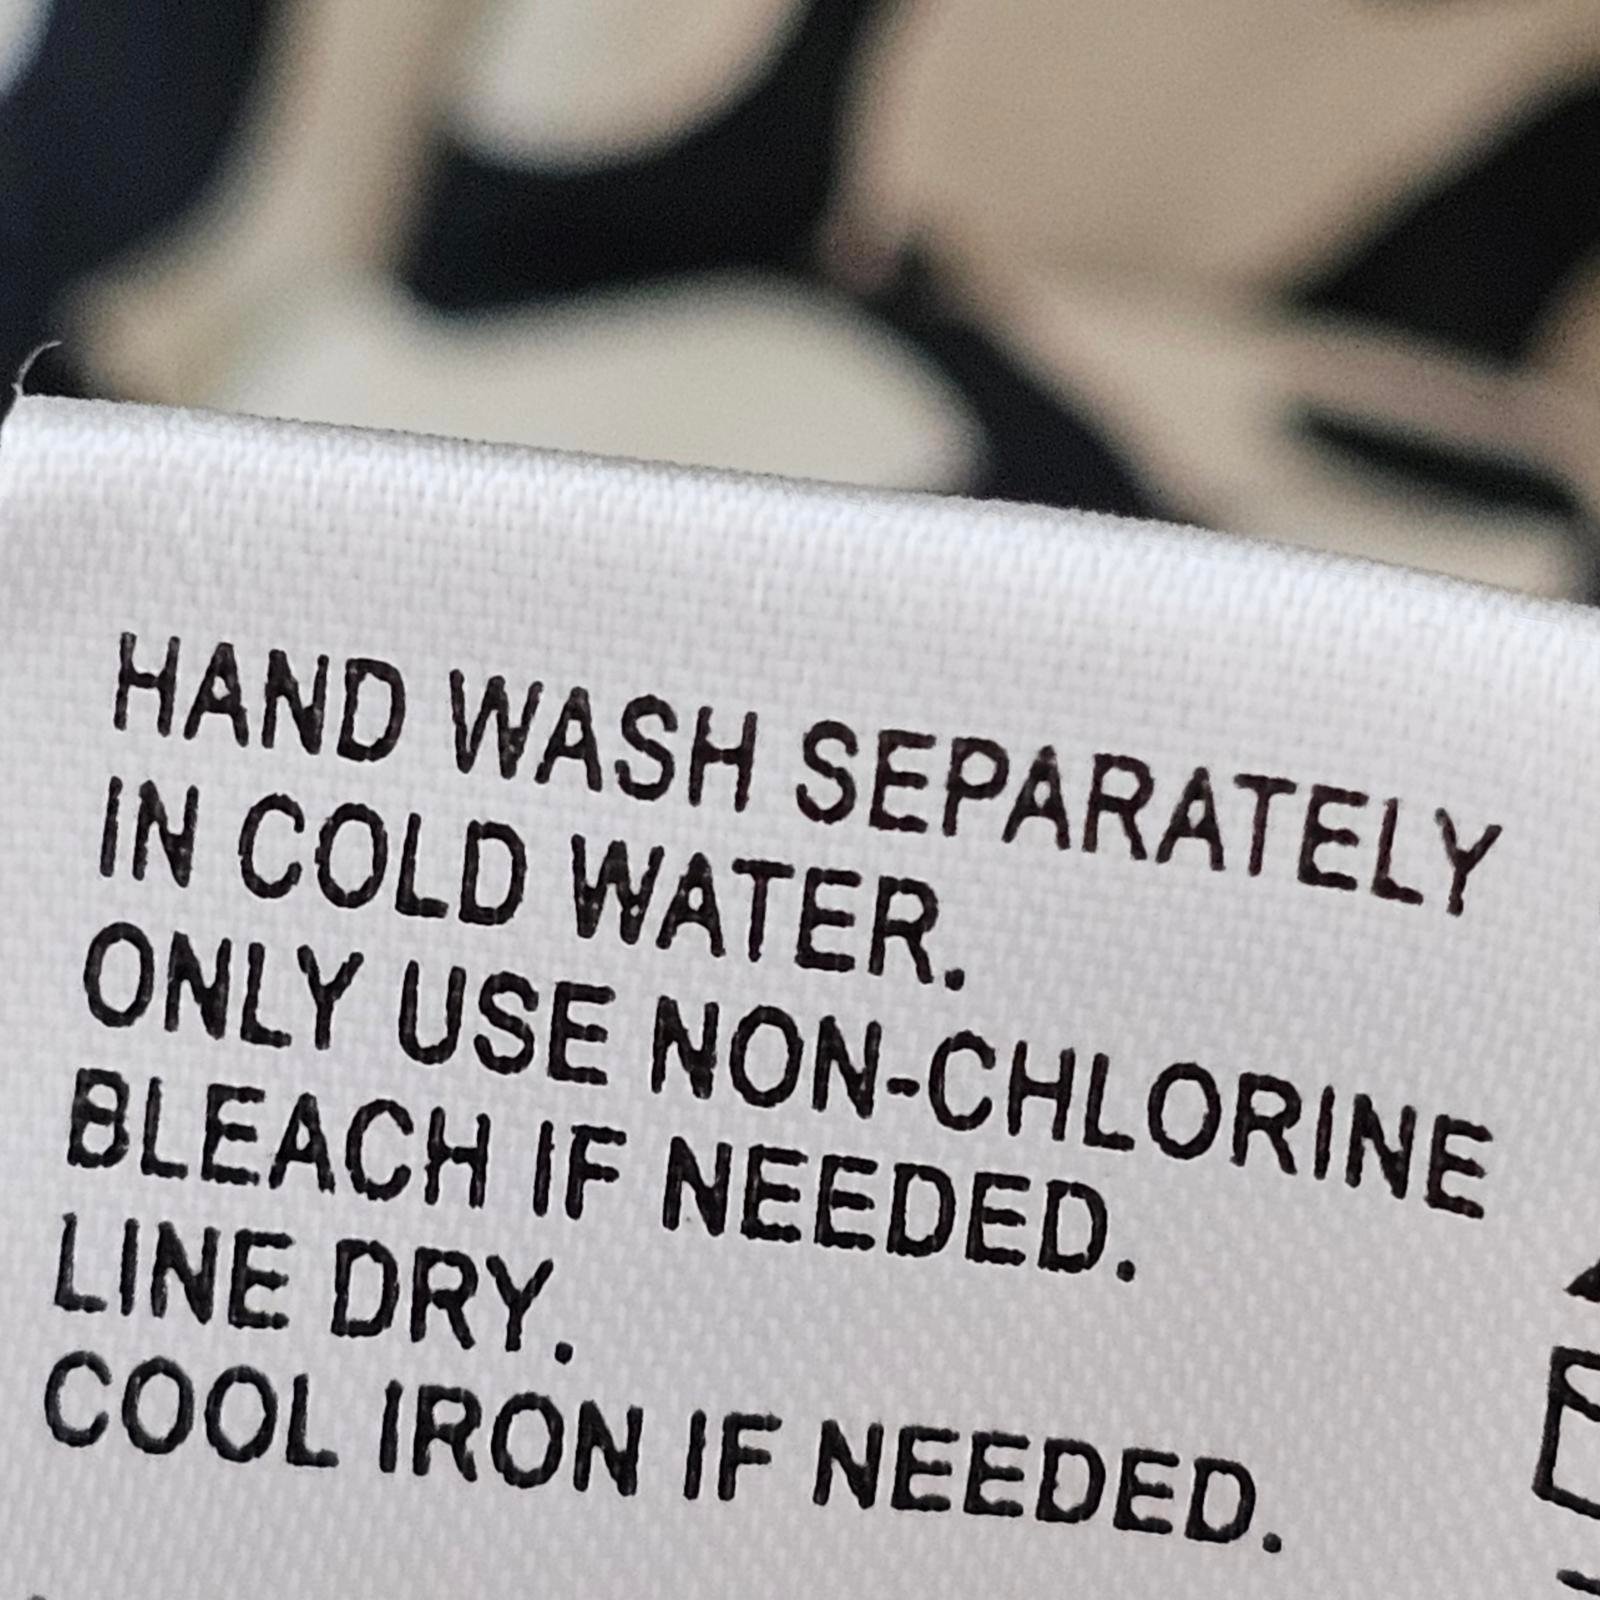 HAND WASH SEPARATELY
IN COLD WATER.
ONLY USE NON-CHLORINE
BLEACH IF NEEDED.
LINE DRY.
COOL IRON IF NEEDED.